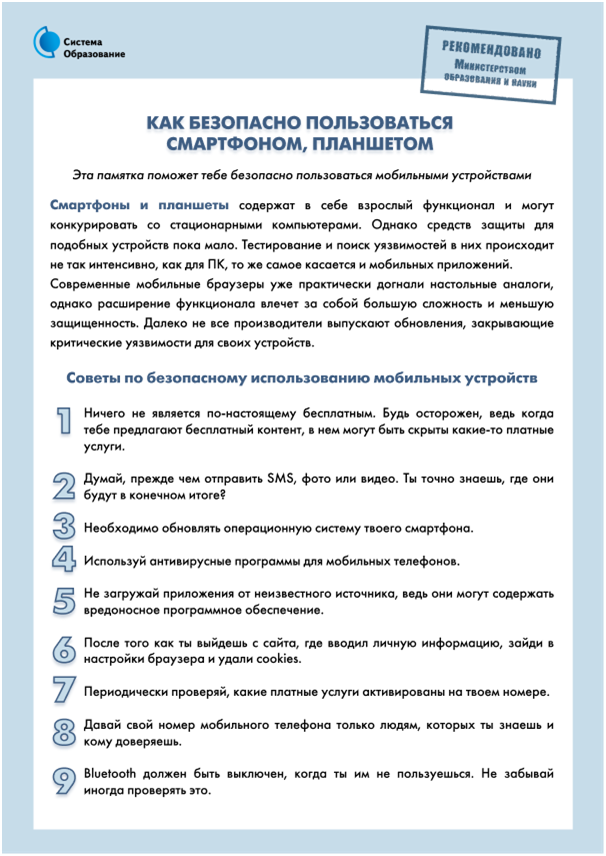 Система
Образование
РЕКОМЕНДОВАНО
Министерством
образования и науки
КАК БЕЗОПАСНО ПОЛЬЗОВАТЬСЯ
СМАРТФОНОМ, ПЛАНШЕТОМ
Эта памятка поможет тебе безопасно пользоваться мобильными устройствами
Смартфоны и планшеты содержат в себе взрослый функционал и могут
конкурировать со стационарными компьютерами. Однако средств защиты для
подобных устройств пока мало. Тестирование и поиск уязвимостей в них происходит
не так интенсивно, как для ПК, то же самое касается и мобильных приложений.
Современные мобильные браузеры уже практически догнали настольные аналоги,
однако расширение функционала влечет за собой большую сложность и меньшую
защищенность. Далеко не все производители выпускают обновления, закрывающие
критические уязвимости для своих устройств.
Советы по безопасному использованию мобильных устройств
1 Ничего не является по-настоящему бесплатным. Будь осторожен, ведь когда
тебе предлагают бесплатный контент, в нем могут быть скрыты какие-то платные
услуги.
2 Думай, прежде чем отправить SMS, фото или видео. Ты точно знаешь, где они
будут в конечном итоге?
3 Необходимо обновлять операционную систему твоего смартфона.
4 Используй антивирусные программы для мобильных телефонов.
5 Не загружай приложения от неизвестного источника, ведь они могут содержать
вредоносное программное обеспечение.
6 После того как ты выйдешь с сайта, где вводил личную информацию, зайди в
настройки браузера и удали cookies.
7 Периодически проверяй, какие платные услуги активированы на твоем номере.
8 Давай свой номер мобильного телефона только людям, которых ты знаешь и
кому доверяешь.
9 Bluetooth должен быть выключен, когда ты им не пользуешься. Не забывай
иногда проверять это.